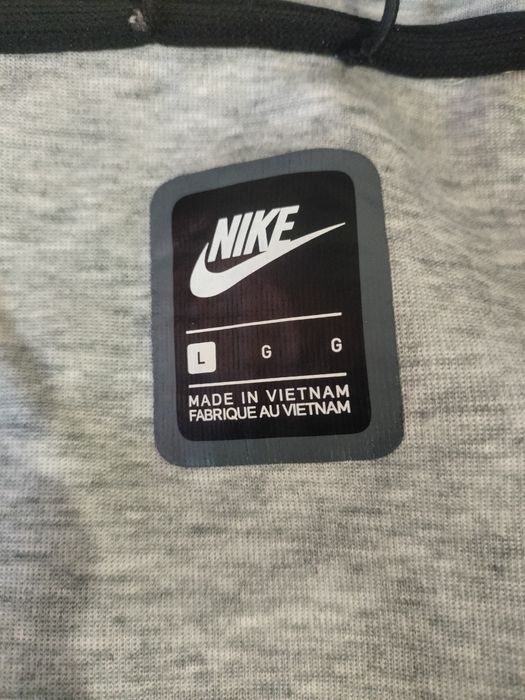 NIKE
L G G
MADE IN VIETNAM
FABRIQUE AU VIETNAM